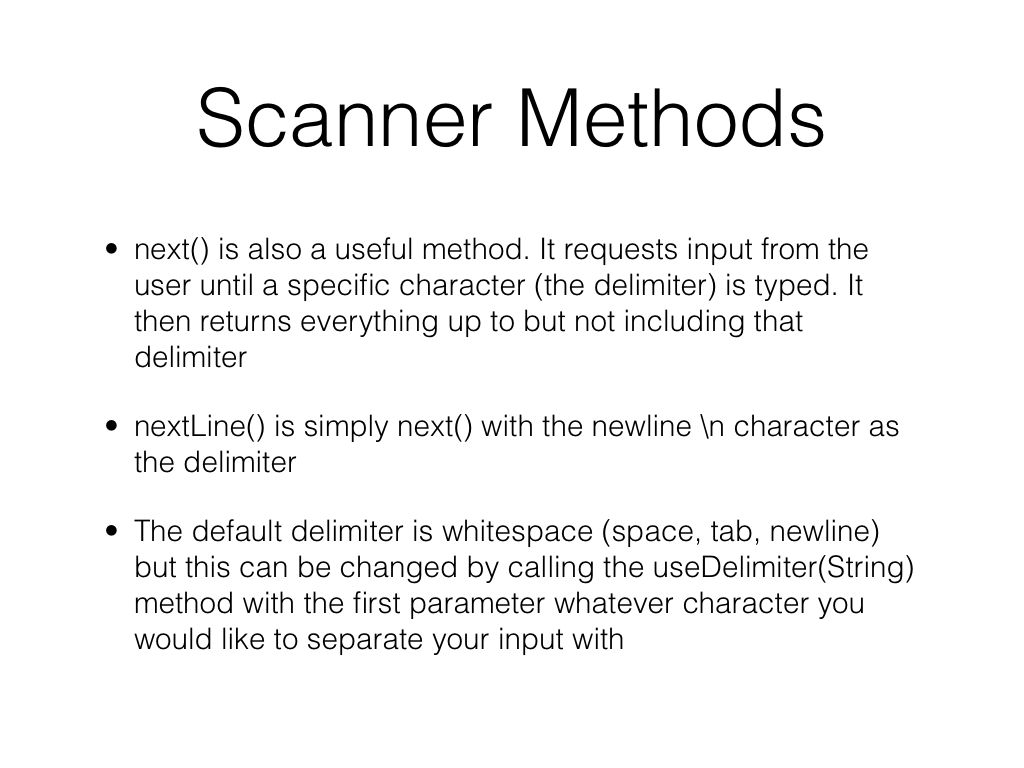 Scanner Methods
• next() is also a useful method. It requests input from the
user until a specific character (the delimiter) is typed. It
then returns everything up to but not including that
delimiter
• nextLine() is simply next() with the newline \n character as
the delimiter
• The default delimiter is whitespace (space, tab, newline)
but this can be changed by calling the useDelimiter(String)
method with the first parameter whatever character you
would like to separate your input with